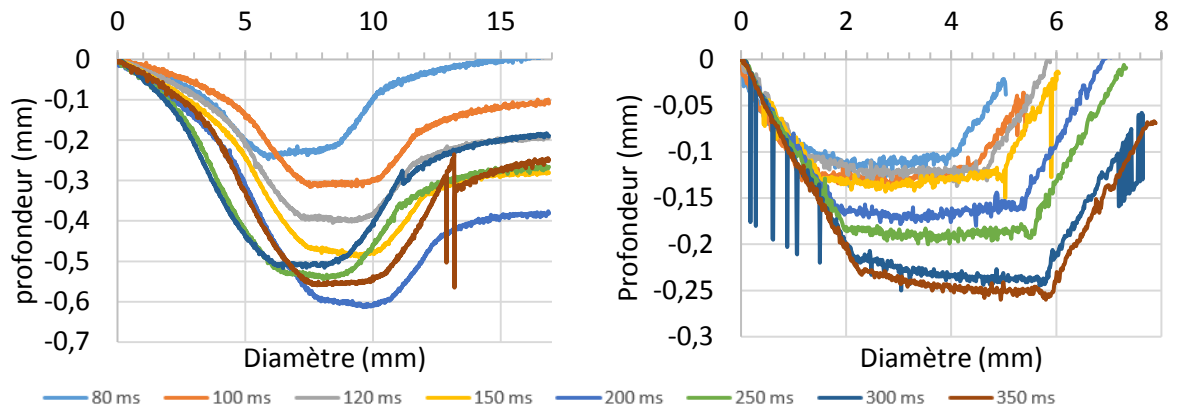 0 5 10 15
0
-0,1
-0,2
-0,3
-0,4
-0,5
-0,6
0,7
profondeur (mm)
Diamètre (mm)
0 2 4 6 8
0
-0,05
-0,1
-0,15
-0,2
-0,25
-0,3
Profondeur (mm)
Diamètre (mm)
80 ms 100 ms 120 ms 150 ms 200 ms 250 ms 300 ms 350 ms